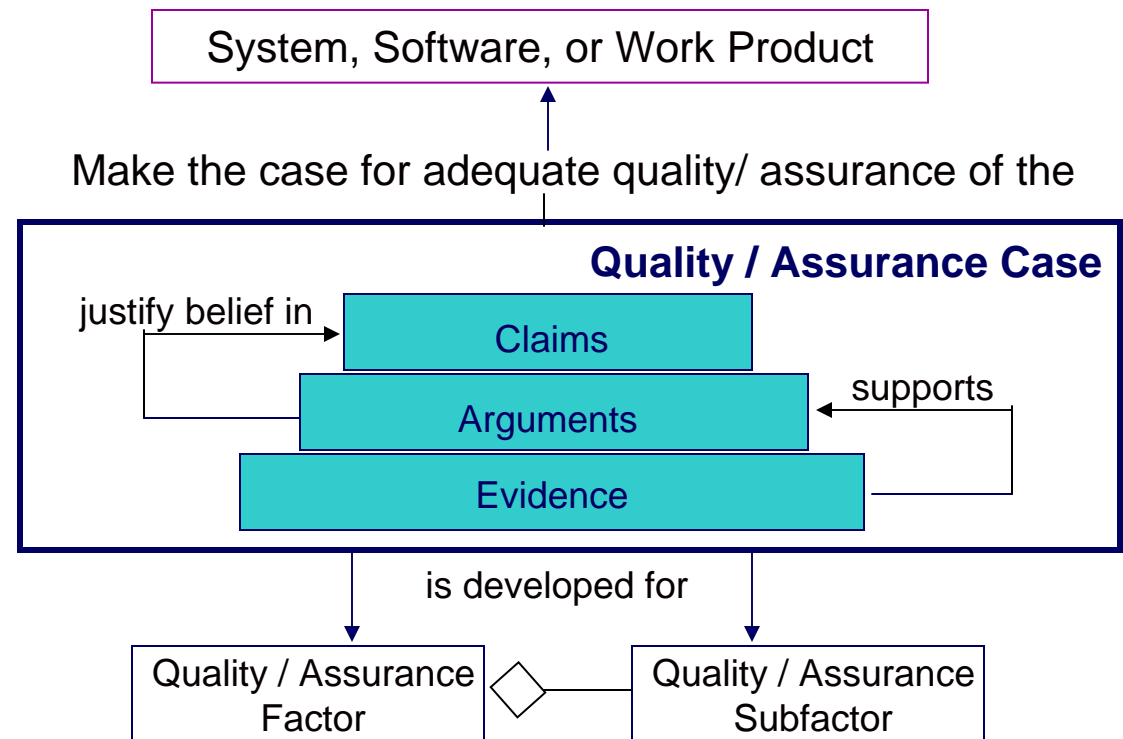 System, Software, or Work Product
Make the case for adequate quality/ assurance of the
Quality / Assurance Case
justify belief in
Claims
supports
Arguments
Evidence
is developed for
Quality / Assurance
Factor
Quality / Assurance
Subfactor